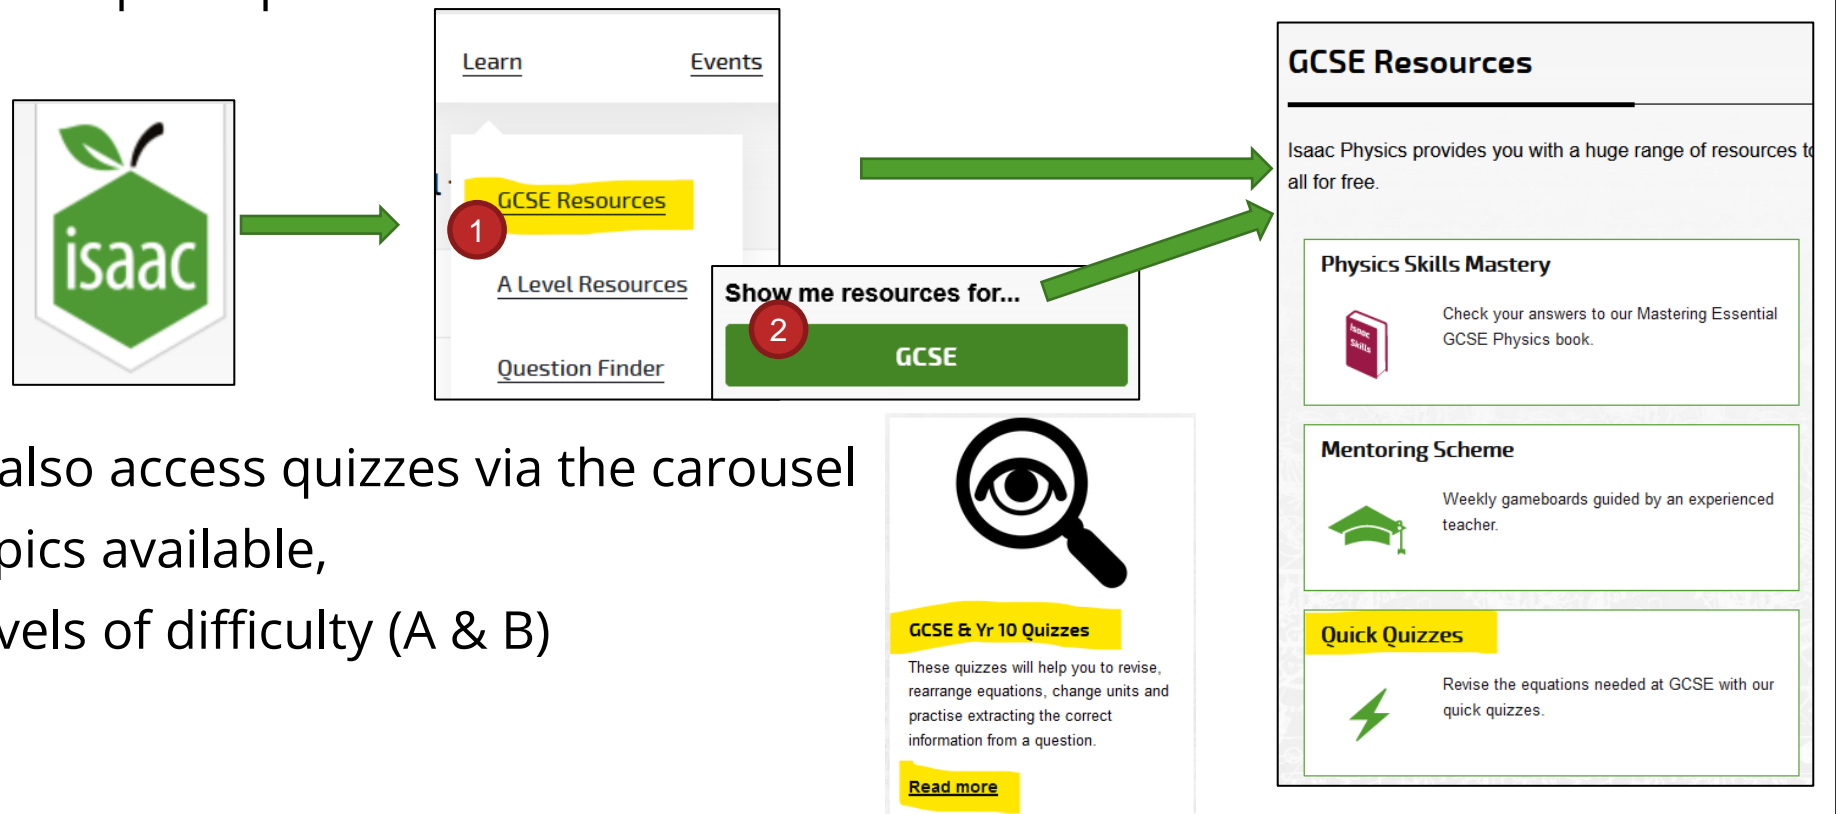 isaac
Learn
Events
GCSE Resources
1
A Level Resources
Question Finder
Show me resources for...
2
GCSE
GCSE Resources
Isaac Physics provides you with a huge range of resources
all for free.
Physics Skills Mastery
Isaac
Skills
Check your answers to our Mastering Essential
GCSE Physics book.
Mentoring Scheme
Weekly gameboards guided by an experienced
teacher.
Quick Quizzes
Revise the equations needed at GCSE with our
quick quizzes.
also access quizzes via the carousel
pics available,
vels of difficulty (A & B)
GCSE & Yr 10 Quizzes
These quizzes will help you to revise,
rearrange equations, change units and
practise extracting the correct
information from a question.
Read more